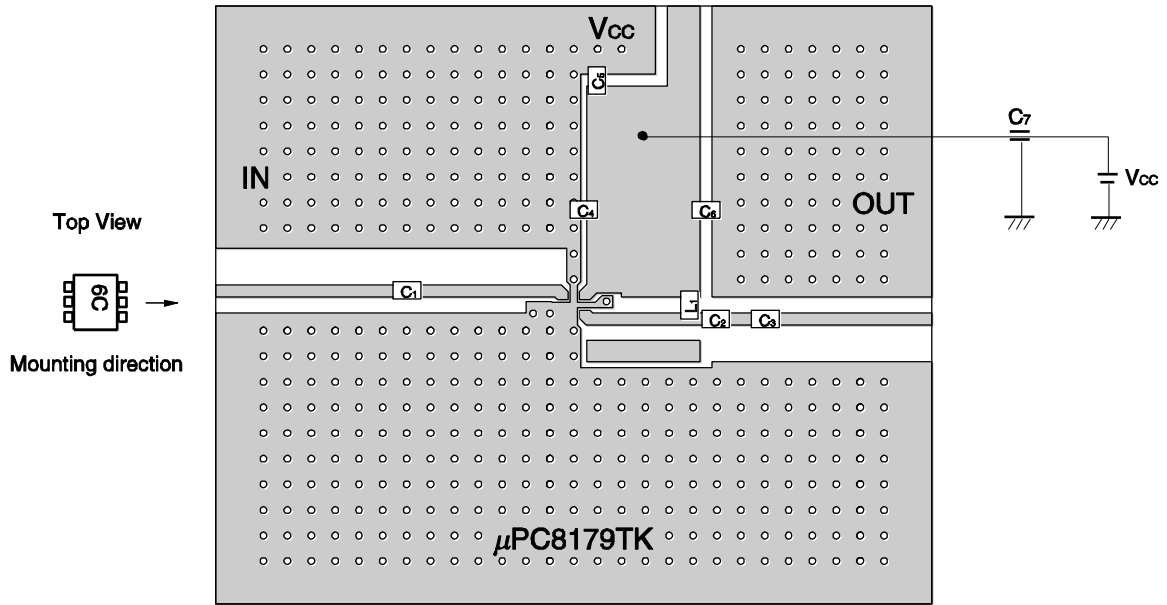 Vcc
C5
IN
C7
Vcc
C4
C6
OUT
Top View
6C
Mounting direction
C1
L1
C2
C3
µPC8179TK